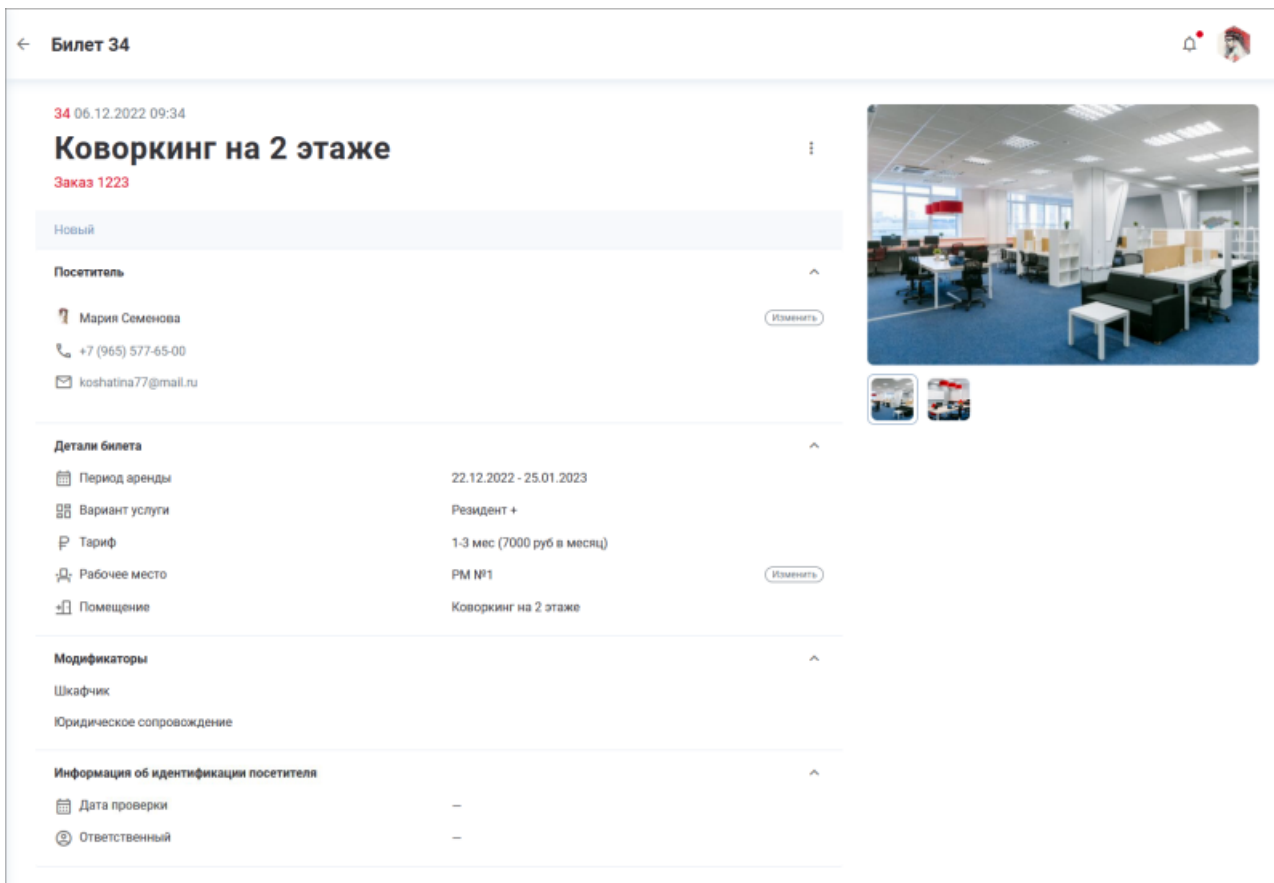 Билет 34
34 06.12.2022 09:34
Коворкинг на 2 этаже
Заказ 1223
Новый
Посетитель
Мария Семенова Изменить
+7 (965) 577-65-00
koshatina77@mail.ru
Детали билета
Период аренды 22.12.2022 - 25.01.2023
Вариант услуги Резидент +
Тариф 1-3 мес (7000 руб в месяц)
Рабочее место РМ №1 Изменить
Помещение Коворкинг на 2 этаже
Модификаторы
Шкафчик
Юридическое сопровождение
Информация об идентификации посетителя
Дата проверки —
Ответственный —